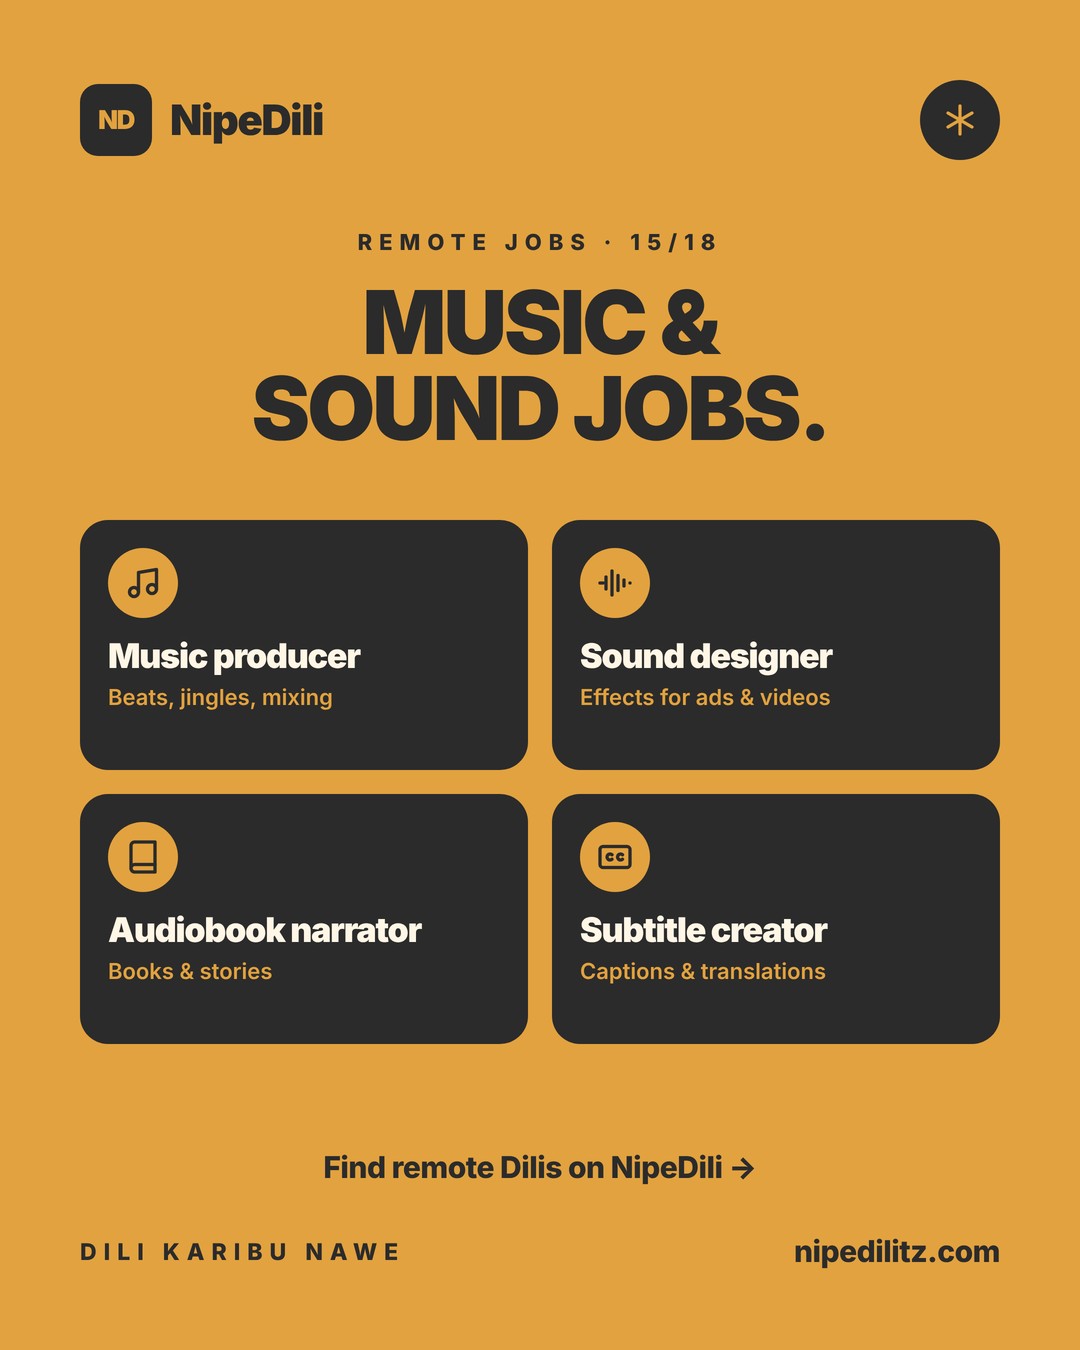 ND NipeDili
REMOTE JOBS · 15/18
MUSIC &
SOUND JOBS.
Music producer
Beats, jingles, mixing
Sound designer
Effects for ads & videos
Audiobook narrator
Books & stories
CC
Subtitle creator
Captions & translations
Find remote Dilis on NipeDili →
DILI KARIBU NAWE
nipedilitz.com